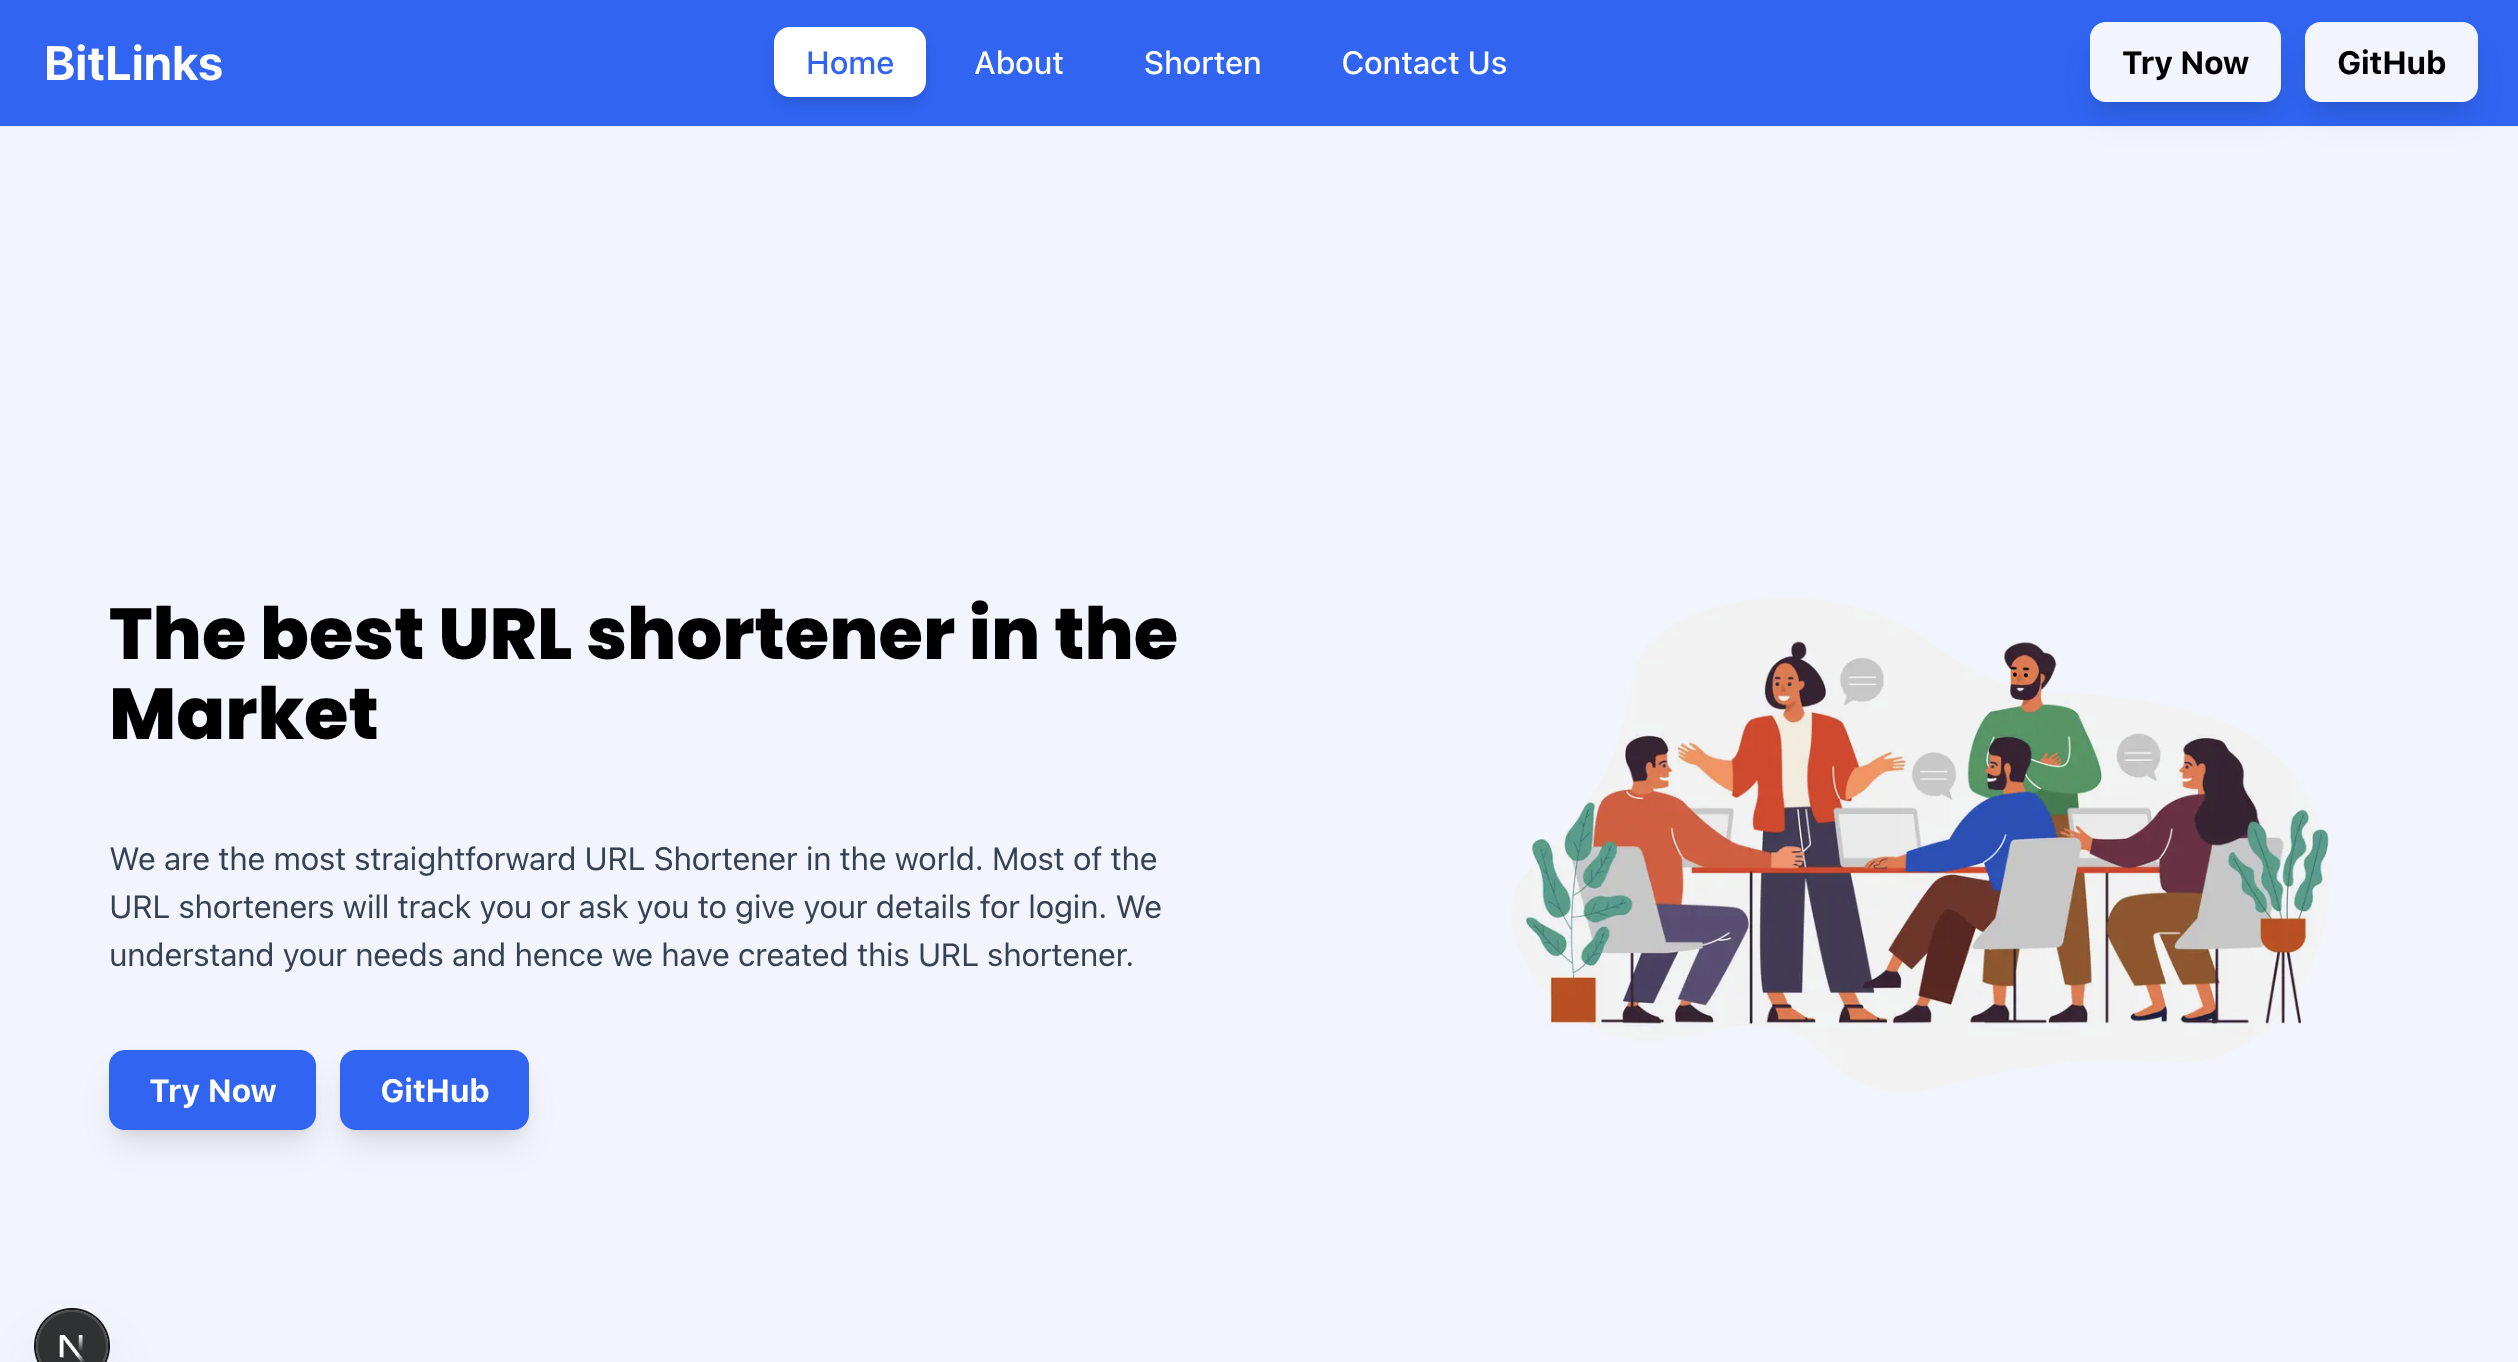 BitLinks
Home
About
Shorten
Contact Us
Try Now
GitHub
The best URL shortener in the
Market
We are the most straightforward URL Shortener in the world. Most of the
URL shorteners will track you or ask you to give your details for login. We
understand your needs and hence we have created this URL shortener.
Try Now
GitHub
N